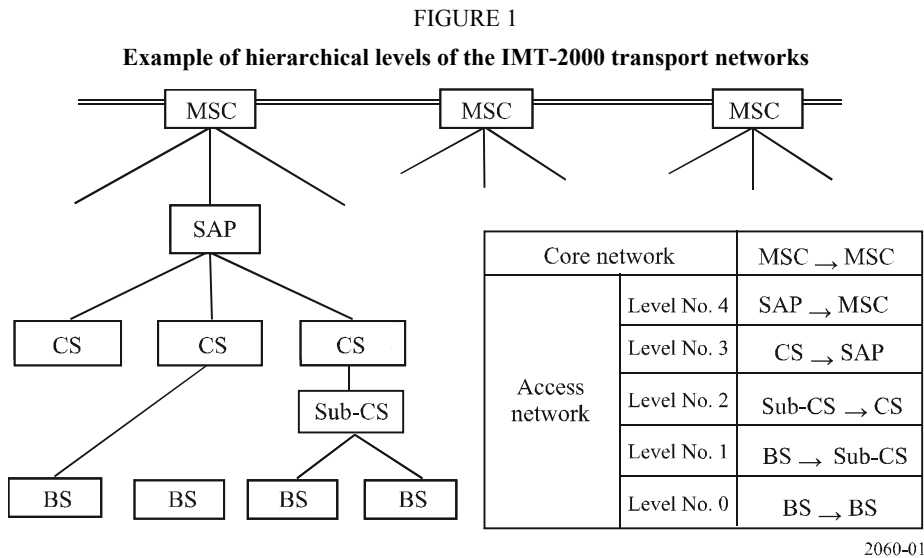 FIGURE 1
Example of hierarchical levels of the IMT-2000 transport networks
MSC MSC MSC
SAP
CS CS CS
Sub-CS
BS BS BS BS
Core network MSC → MSC
Access network
Level No. 4 SAP → MSC
Level No. 3 CS → SAP
Level No. 2 Sub-CS → CS
Level No. 1 BS → Sub-CS
Level No. 0 BS → BS
2060-01